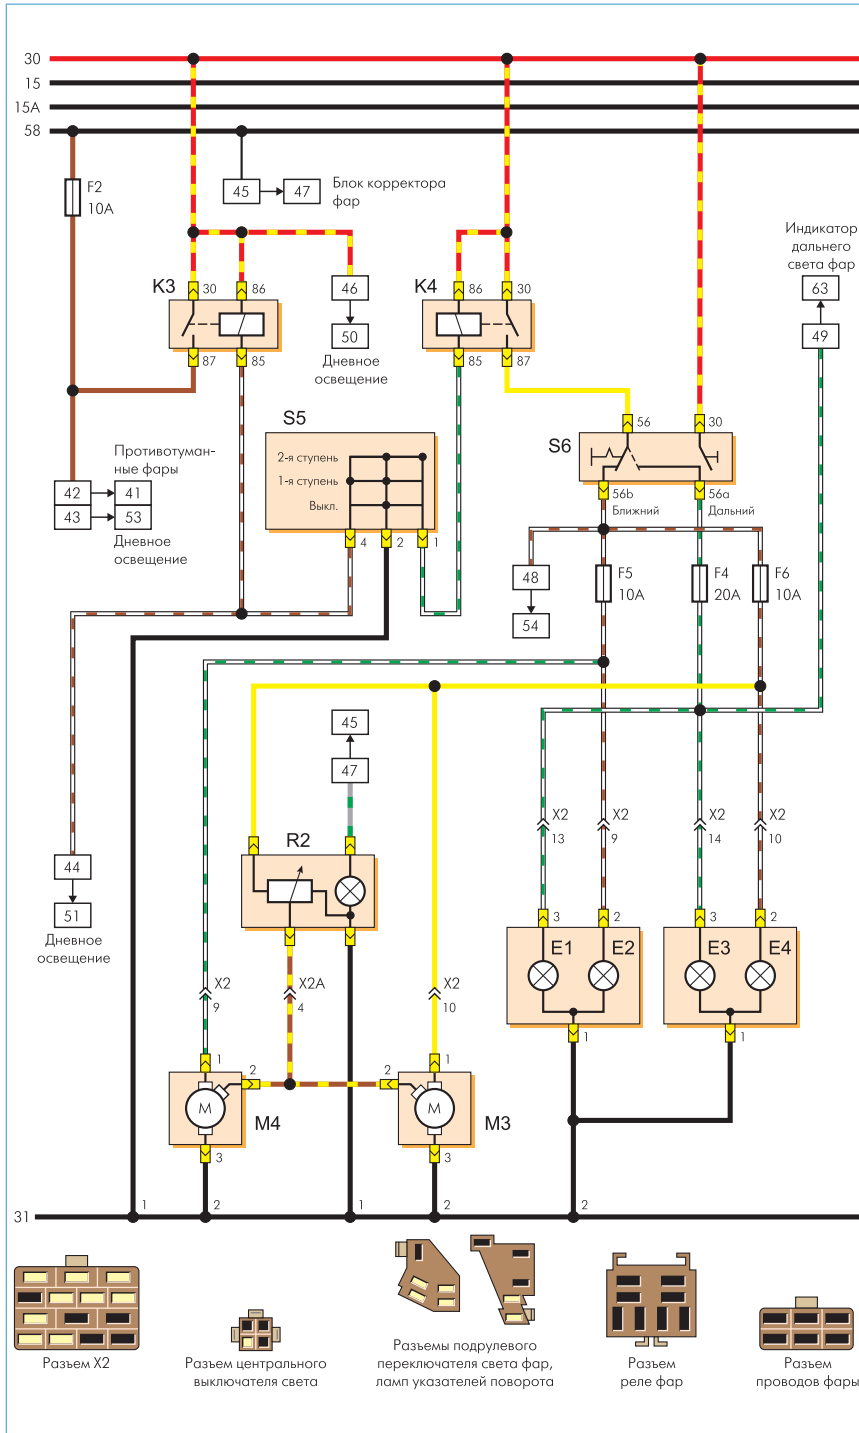 30
15
15А
58
F2
10А
45
47
Блок корректора
фар
Индикатор
дальнего
света фар
63
49
K3
30
86
87
85
46
50
Дневное
освещение
K4
86
30
85
87
S5
2-я ступень
1-я ступень
Выкл.
4
2
1
S6
56
30
56b
Ближний
56a
Дальний
Противотуман-
ные фары
42
41
43
53
Дневное
освещение
48
54
F5
10А
F4
20А
F6
10А
45
47
R2
44
51
Дневное
освещение
X2
13
X2
9
X2
14
X2
10
3
2
E1
E2
1
3
2
E3
E4
1
X2
9
X2A
4
X2
10
1
2
M
M4
3
2
1
M
M3
3
31
1
2
1
2
2
Разъем X2
Разъем центрального
выключателя света
Разъемы подрулевого
переключателя света фар,
ламп указателей поворота
Разъем
реле фар
Разъем
проводов фары